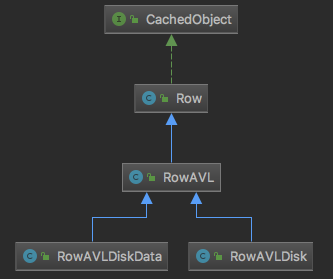 I CachedObject
C Row
C RowAVL
C RowAVLDiskData
C RowAVLDisk